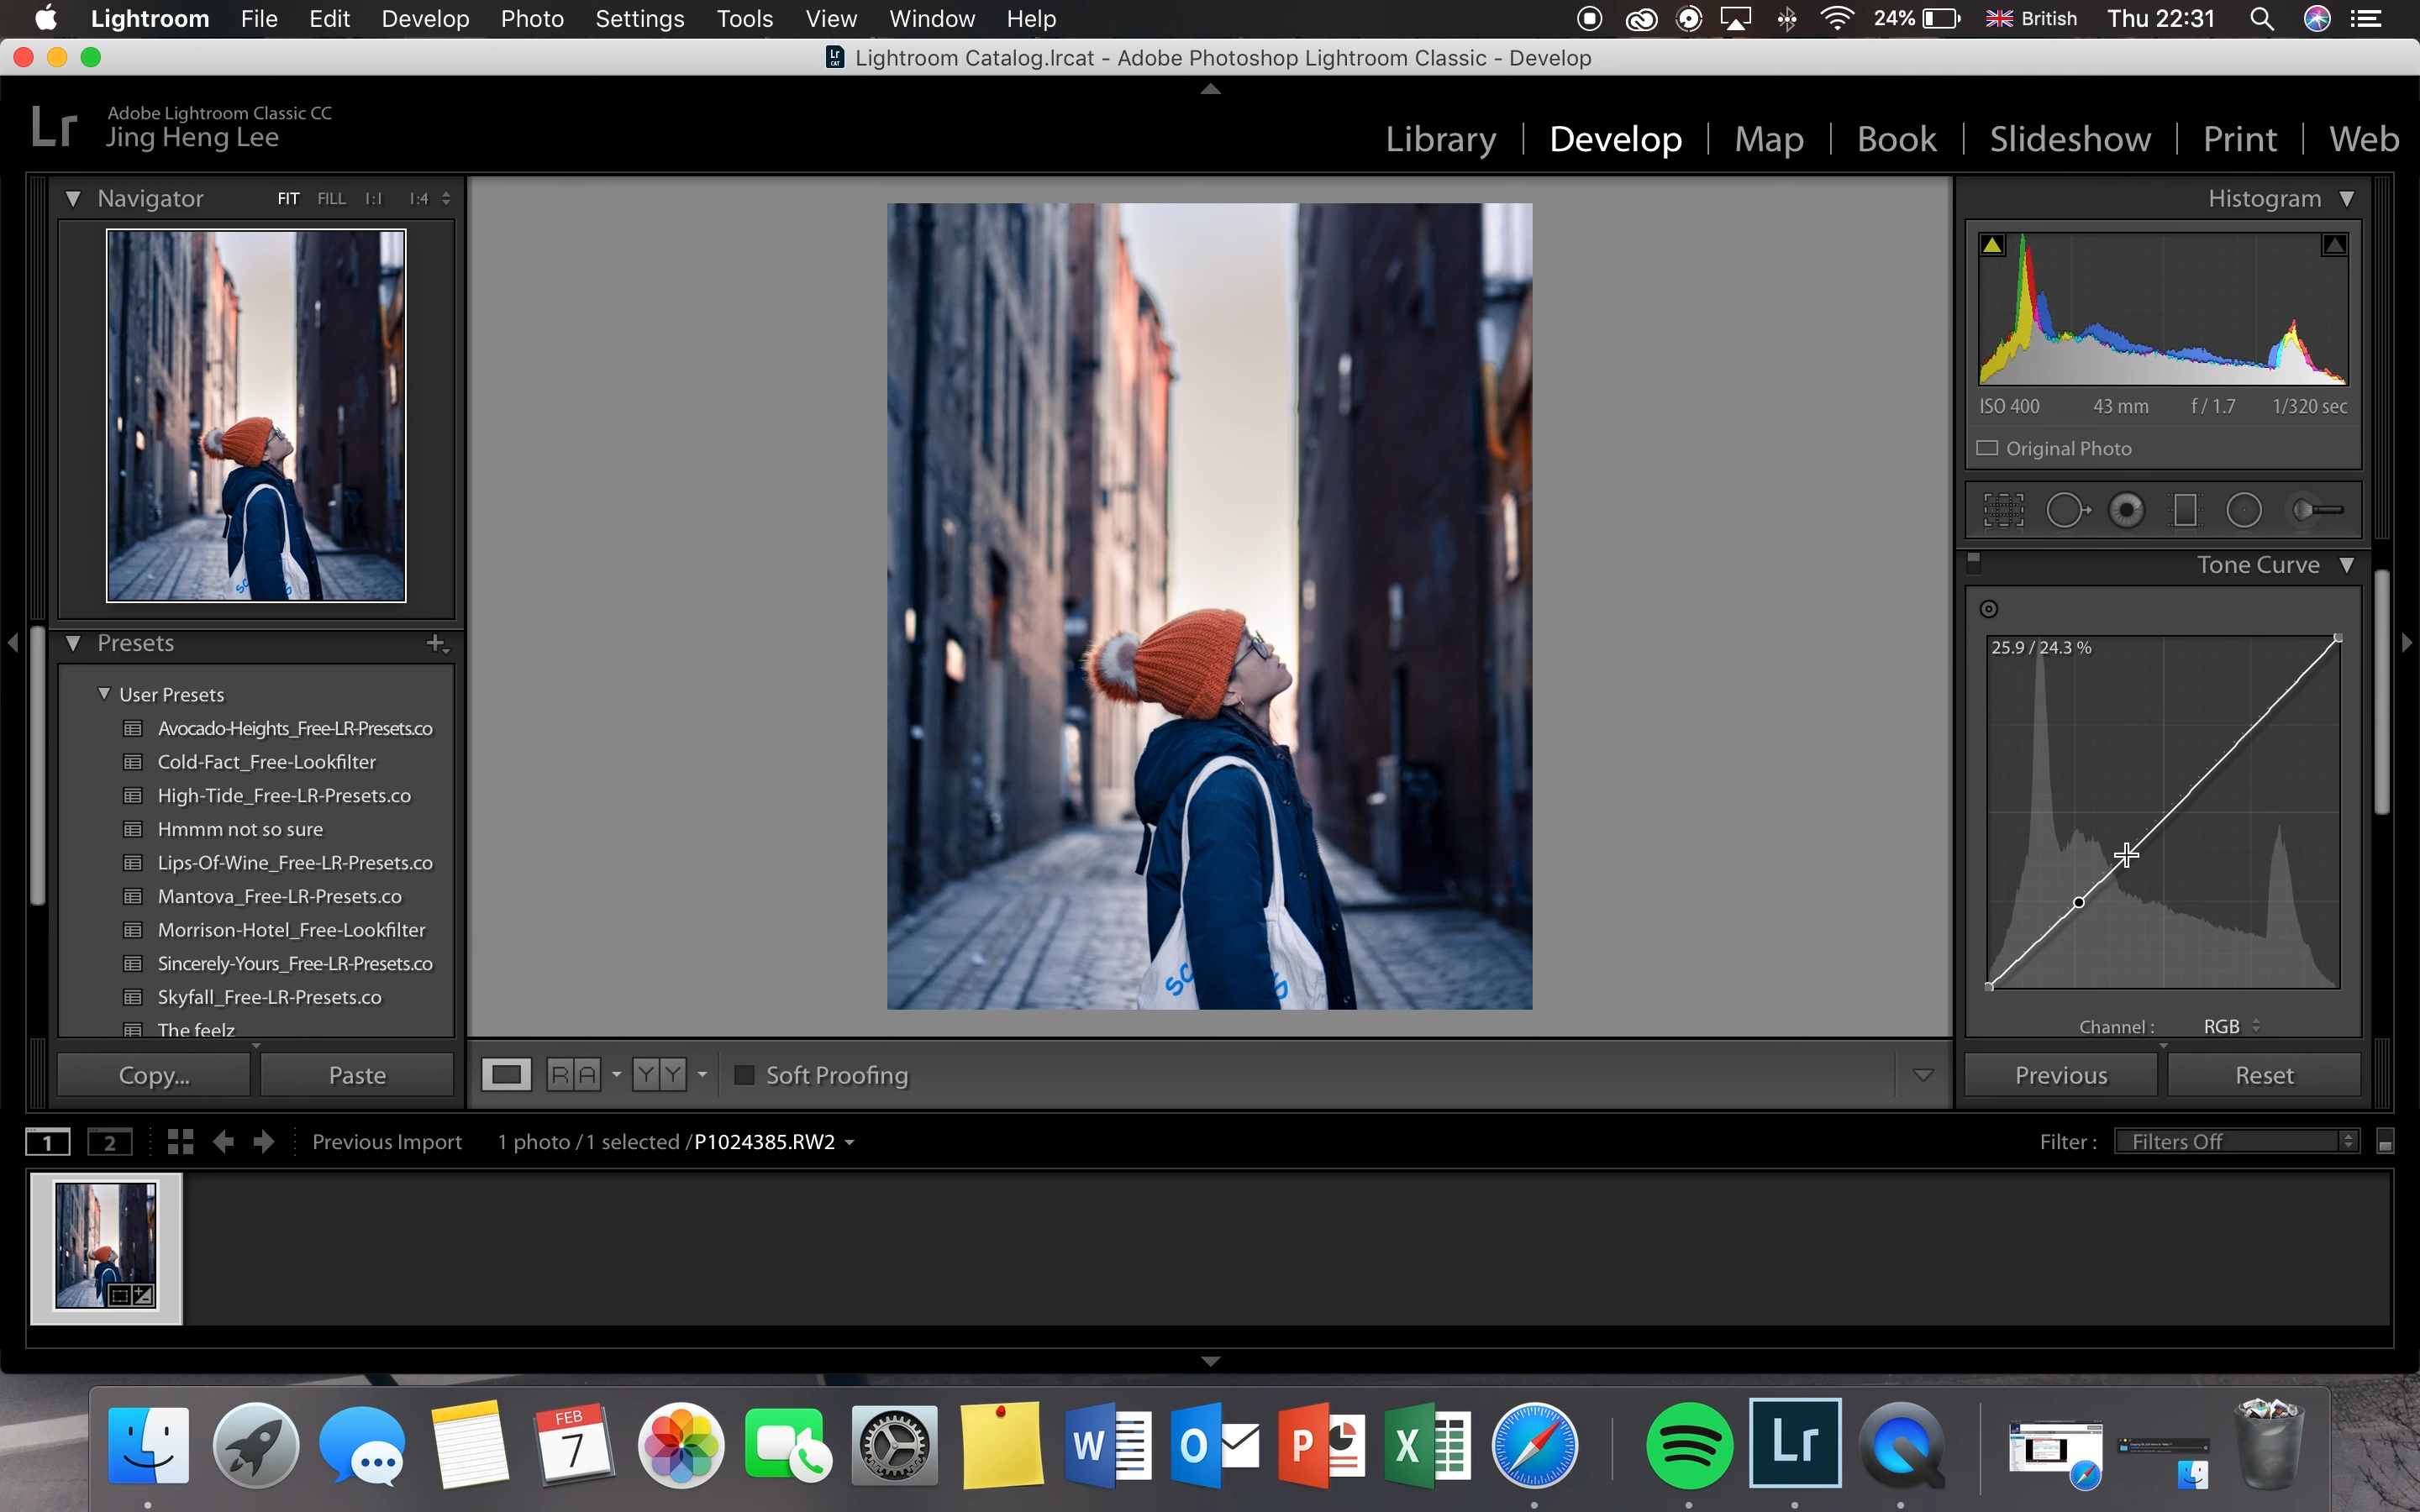 Lightroom File Edit Develop Photo Settings Tools View Window Help 24% British Thu 22:31
Lightroom Catalog.lrcat - Adobe Photoshop Lightroom Classic - Develop
Lr Adobe Lightroom Classic CC
Jing Heng Lee
Library | Develop | Map | Book | Slideshow | Print | Web
Navigator FIT FILL 1:1 1:4
Histogram
ISO 400 43 mm f / 1.7 1/320 sec
Original Photo
Tone Curve
25.9 / 24.3 %
Channel : RGB
Presets
User Presets
Avocado-Heights_Free-LR-Presets.co
Cold-Fact_Free-Lookfilter
High-Tide_Free-LR-Presets.co
Hmmm not so sure
Lips-Of-Wine_Free-LR-Presets.co
Mantova_Free-LR-Presets.co
Morrison-Hotel_Free-Lookfilter
Sincerely-Yours_Free-LR-Presets.co
Skyfall_Free-LR-Presets.co
The feelz
SC
Copy... Paste
R A Y Y Soft Proofing
Previous Reset
1 2 Previous Import 1 photo / 1 selected / P1024385.RW2
Filter : Filters Off
FEB
7
W
O
P
X
Lr